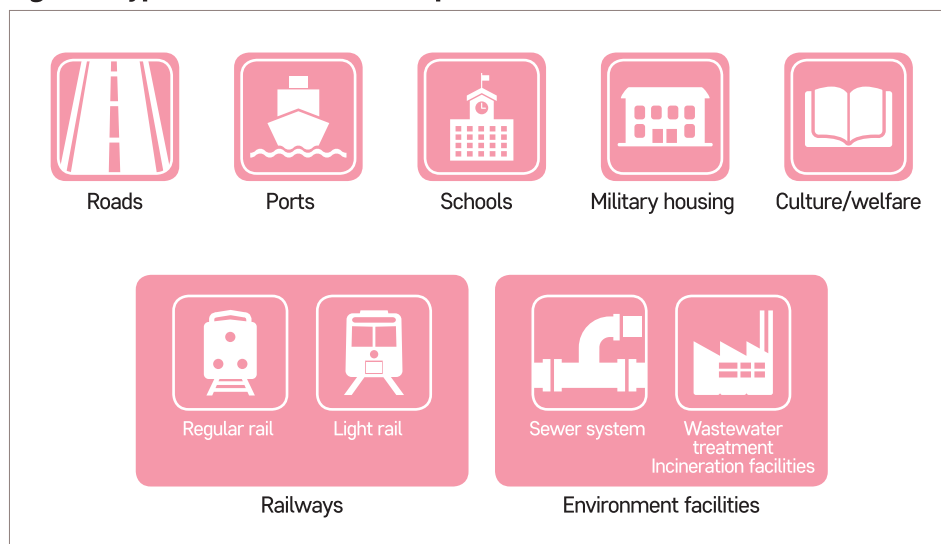 Roads
Ports
Schools
Military housing
Culture/welfare
Regular rail
Light rail
Sewer system
Wastewater
treatment
Incineration facilities
Railways
Environment facilities